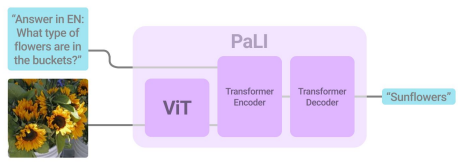 “Answer in EN:
What type of
flowers are in
the buckets?”
PaLI
ViT
Transformer
Encoder
Transformer
Decoder
“Sunflowers”